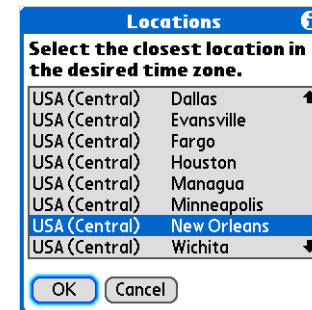 Locations
Select the closest location in
the desired time zone.
USA (Central) Dallas
USA (Central) Evansville
USA (Central) Fargo
USA (Central) Houston
USA (Central) Managua
USA (Central) Minneapolis
USA (Central) New Orleans
USA (Central) Wichita
OK Cancel